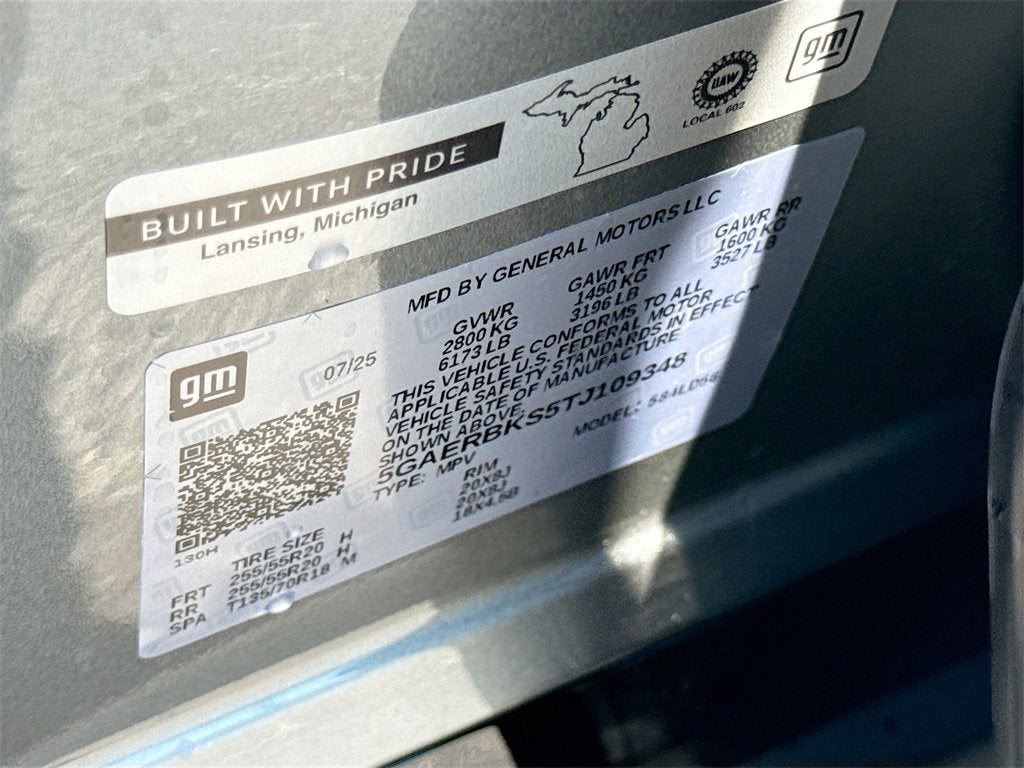 BUILT WITH PRIDE
Lansing, Michigan
UAW
LOCAL 602
gm
MFD BY GENERAL MOTORS LLC
gm
07/25
GVWR GAWR FRT GAWR RR
2800 KG 1450 KG 1600 KG
6173 LB 3196 LB 3527 LB
THIS VEHICLE CONFORMS TO ALL
APPLICABLE U.S. FEDERAL MOTOR
VEHICLE SAFETY STANDARDS IN EFFECT
ON THE DATE OF MANUFACTURE
SHOWN ABOVE.
5GAERBKS5TJ109348
TYPE: MPV MODEL:
130H
TIRE SIZE RIM
FRT 255/55R20 H 20X8J
RR 255/55R20 H 20X8J
SPA T135/70R18 M 18X4.5B